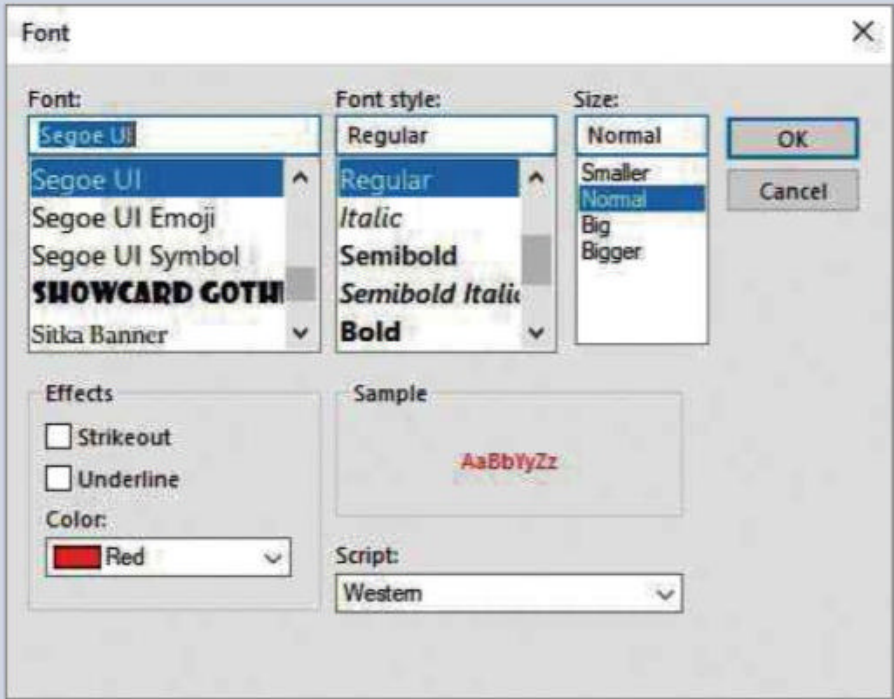 Font
Font: Font style: Size:
Segoe UI Regular Normal OK
Segoe UI Regular Smaller Cancel
Segoe UI Emoji Italic Normal
Segoe UI Symbol Semibold Big
SHOWCARD GOTH Semibold Italic Bigger
Sitka Banner Bold
Effects Sample
Strikeout
AaBbYyZz
Underline
Color:
Red
Script:
Western